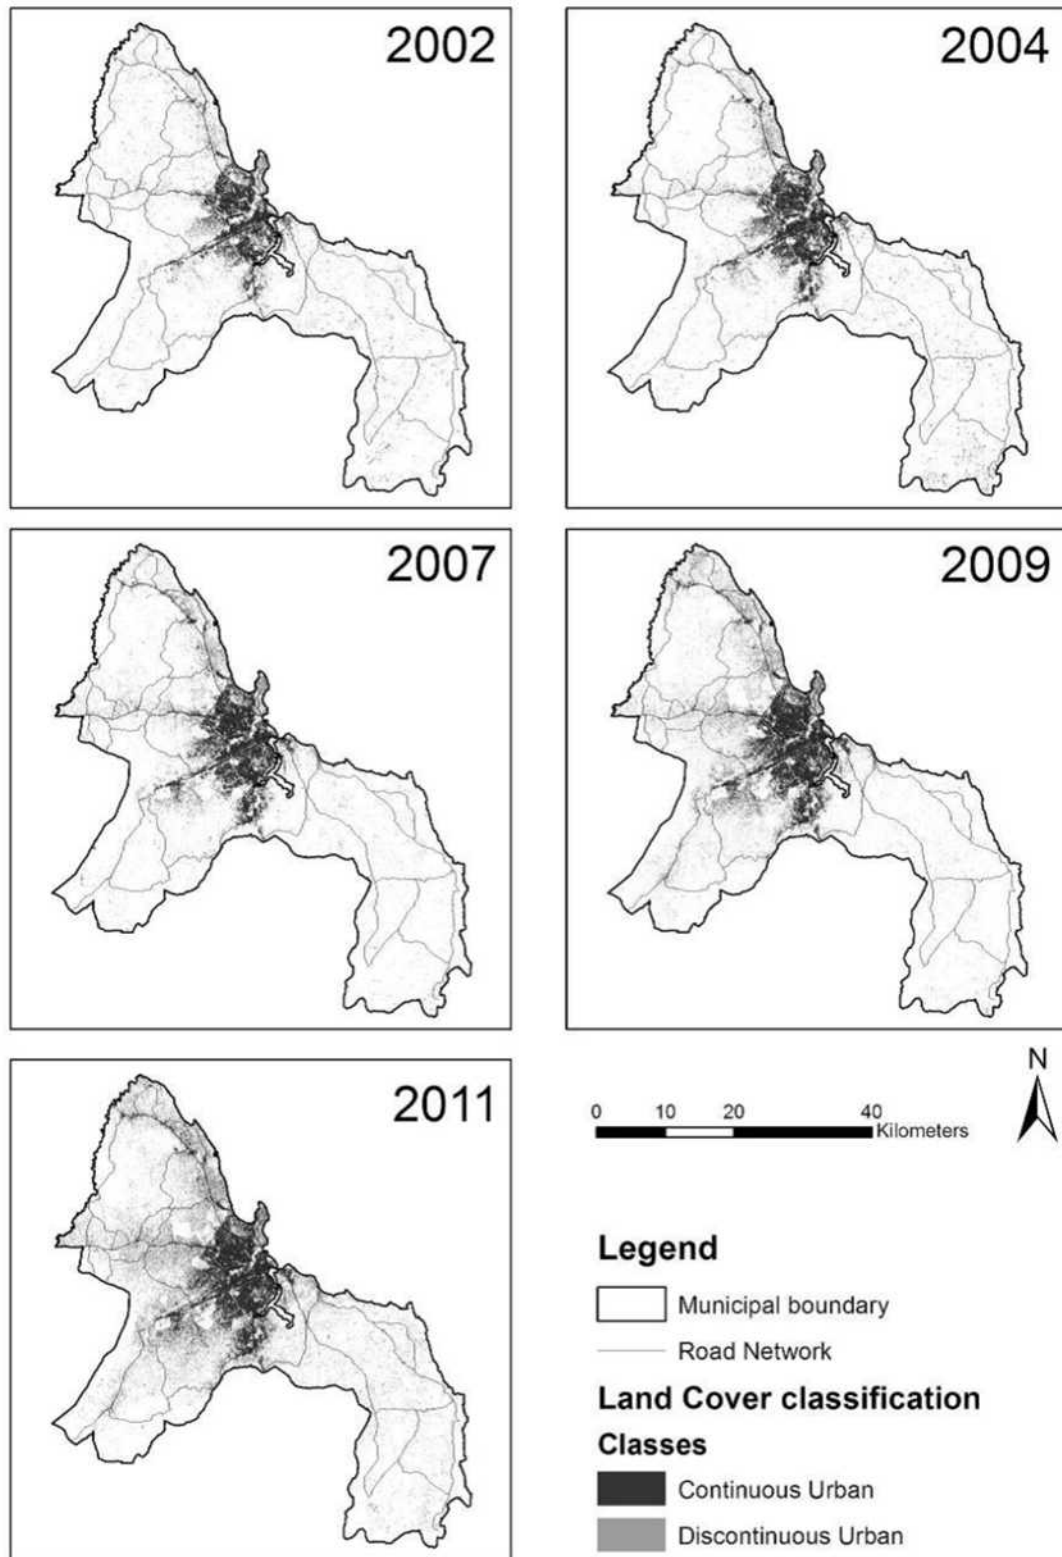 2002
2004
2007
2009
2011
N
0 10 20 40
Kilometers
Legend
Municipal boundary
Road Network
Land Cover classification
Classes
Continuous Urban
Discontinuous Urban